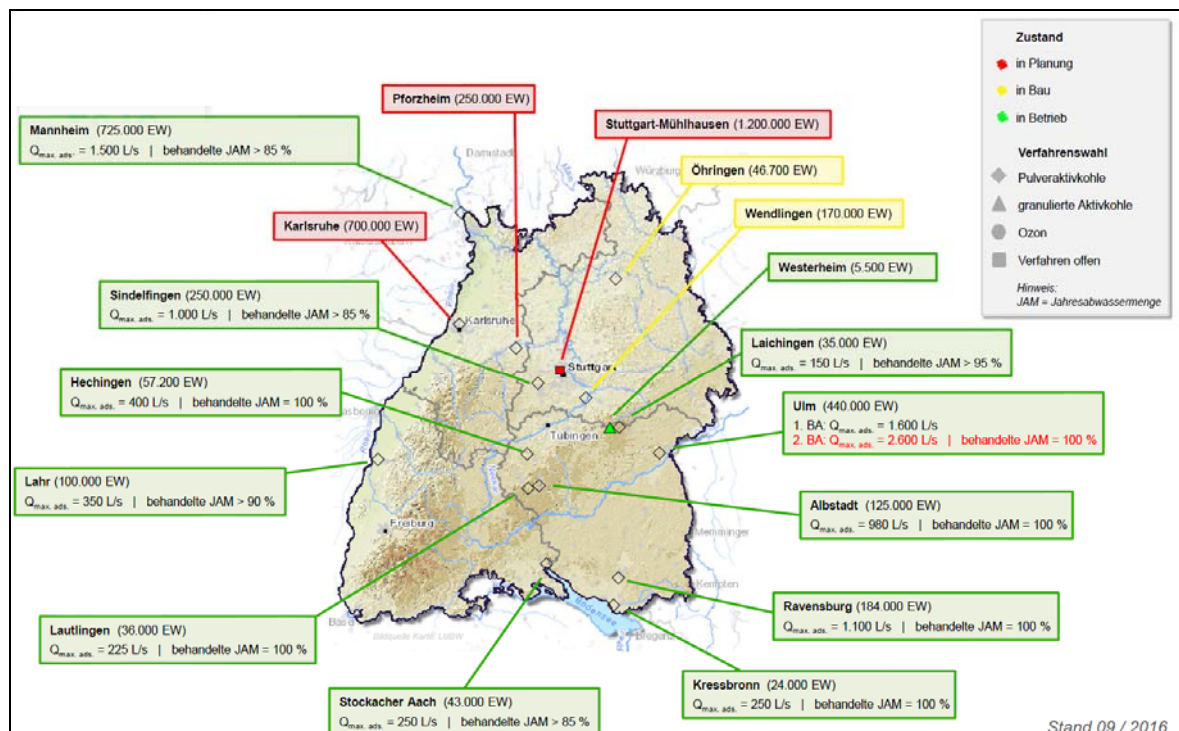 Zustand
in Planung
in Bau
in Betrieb
Verfahrenswahl
Pulveraktivkohle
granulierte Aktivkohle
Ozon
Verfahren offen
Hinweis:
JAM = Jahresabwassermenge
Pforzheim (250.000 EW)
Stuttgart-Mühlhausen (1.200.000 EW)
Mannheim (725.000 EW)
Qmax. ads. = 1.500 L/s | behandelte JAM > 85 %
Öhringen (46.700 EW)
Wendlingen (170.000 EW)
Karlsruhe (700.000 EW)
Westerheim (5.500 EW)
Sindelfingen (250.000 EW)
Qmax. ads. = 1.000 L/s | behandelte JAM > 85 %
Laichingen (35.000 EW)
Qmax. ads. = 150 L/s | behandelte JAM > 95 %
Hechingen (57.200 EW)
Qmax. ads. = 400 L/s | behandelte JAM = 100 %
Ulm (440.000 EW)
1. BA: Qmax. ads. = 1.600 L/s
2. BA: Qmax. ads. = 2.600 L/s | behandelte JAM = 100 %
Lahr (100.000 EW)
Qmax. ads. = 350 L/s | behandelte JAM > 90 %
Albstadt (125.000 EW)
Qmax. ads. = 980 L/s | behandelte JAM = 100 %
Lautlingen (36.000 EW)
Qmax. ads. = 225 L/s | behandelte JAM = 100 %
Ravensburg (184.000 EW)
Qmax. ads. = 1.100 L/s | behandelte JAM = 100 %
Stockacher Aach (43.000 EW)
Qmax. ads. = 250 L/s | behandelte JAM > 85 %
Kressbronn (24.000 EW)
Qmax. ads. = 250 L/s | behandelte JAM = 100 %
Darmstadt
Würzburg
Karlsruhe
Stuttgart
Tübingen
Freiburg
Memmingen
Kempten
Basel
Bregenz
Bildquelle Karte: LUBW
Stand 09 / 2016